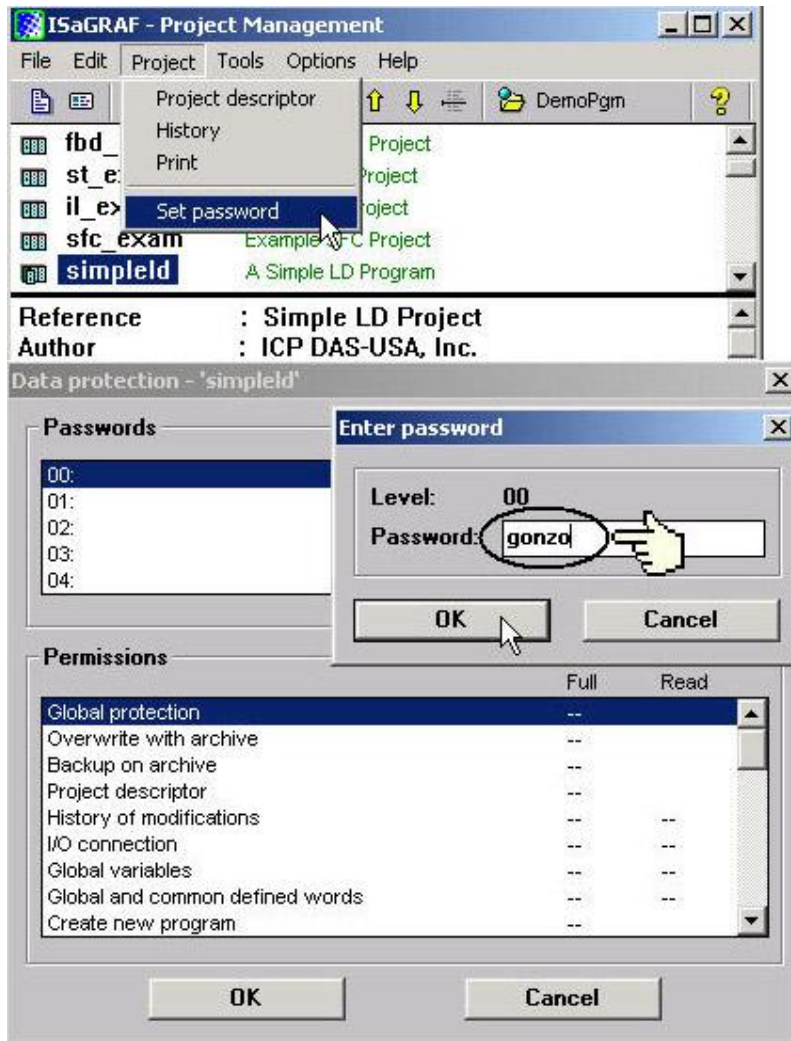 ISaGRAF - Project Management
File Edit Project Tools Options Help
Project descriptor
DemoPgm
History
Print
Set password
fbd_ Project
st_e Project
il_ex roject
sfc_exam Example SFC Project
simpleld A Simple LD Program
Reference : Simple LD Project
Author : ICP DAS-USA, Inc.
Data protection - 'simpleld'
Passwords
00:
01:
02:
03:
04:
Enter password
Level: 00
Password: gonzo
OK Cancel
Permissions
Full Read
Global protection --
Overwrite with archive --
Backup on archive --
Project descriptor --
History of modifications -- --
I/O connection -- --
Global variables -- --
Global and common defined words -- --
Create new program --
OK Cancel